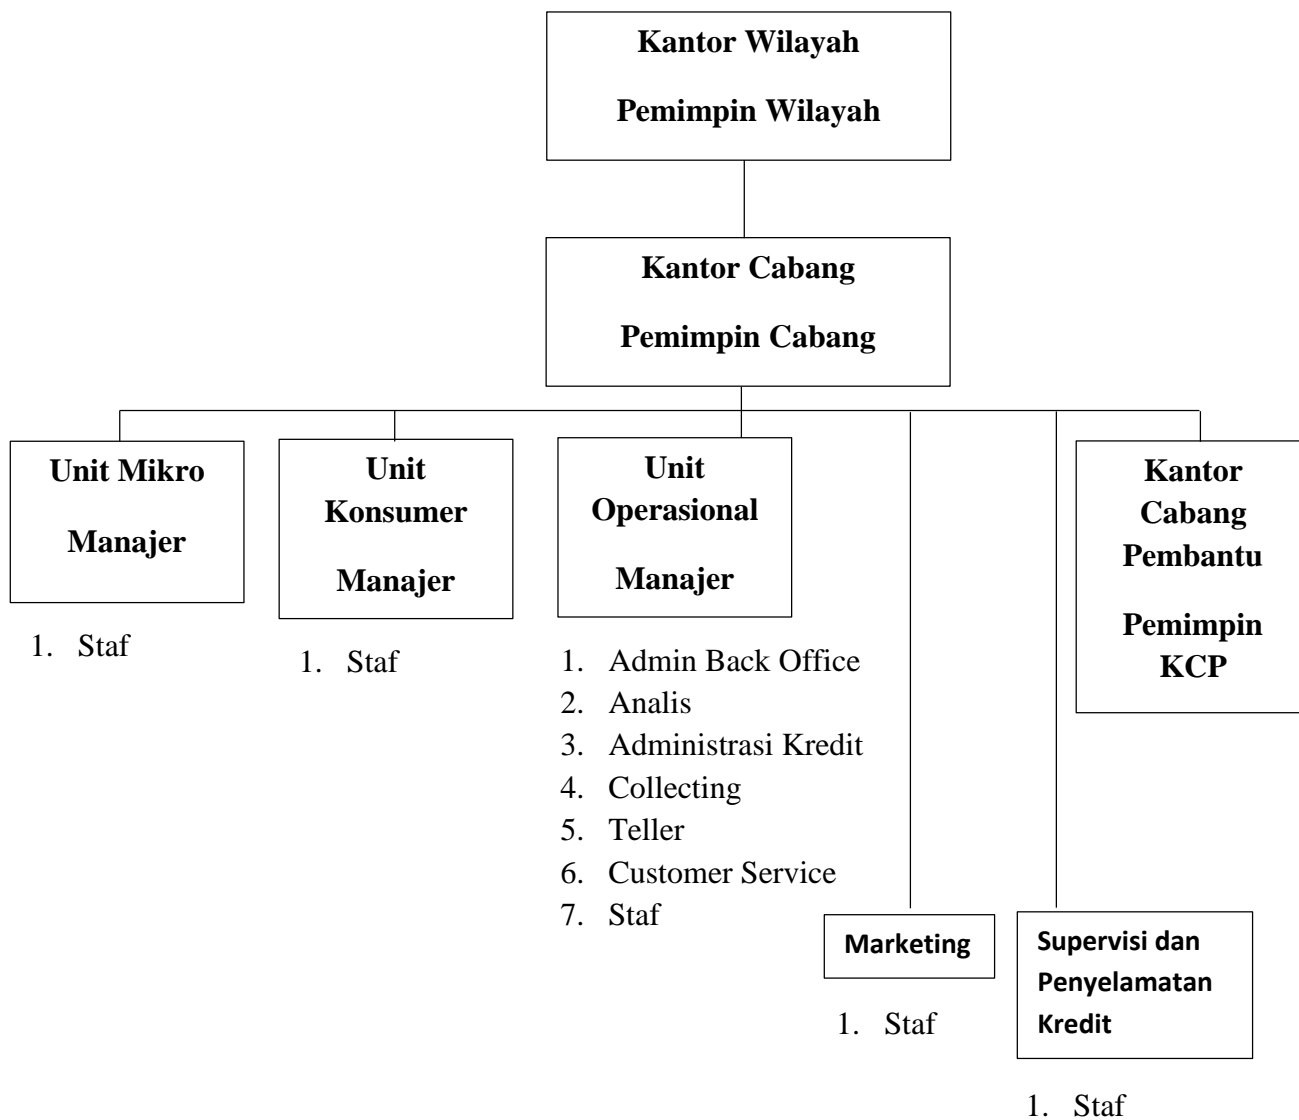 Kantor Wilayah
Pemimpin Wilayah
Kantor Cabang
Pemimpin Cabang
Unit Mikro
Manajer
1. Staf
Unit
Konsumer
Manajer
1. Staf
Unit
Operasional
Manajer
1. Admin Back Office
2. Analis
3. Administrasi Kredit
4. Collecting
5. Teller
6. Customer Service
7. Staf
Marketing
1. Staf
Supervisi dan
Penyelamatan
Kredit
1. Staf
Kantor
Cabang
Pembantu
Pemimpin
KCP